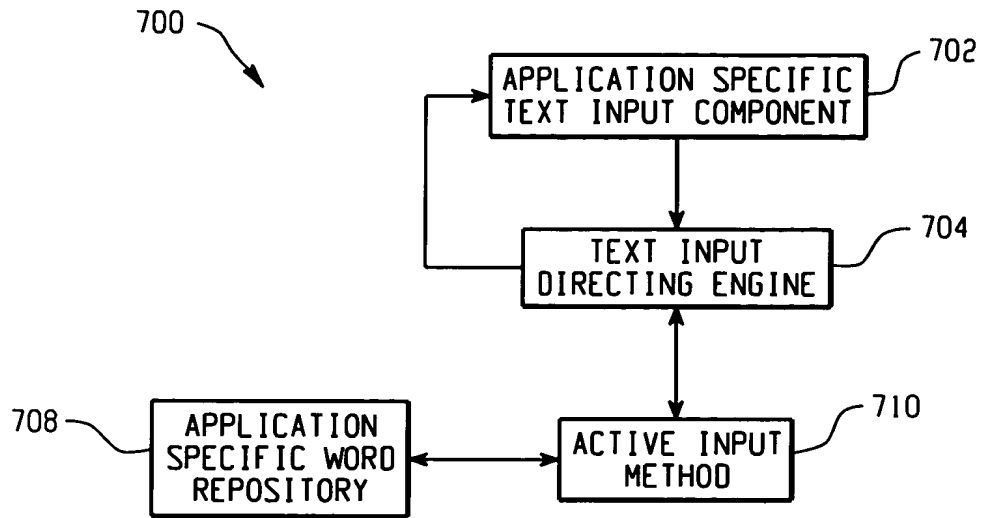 700
APPLICATION SPECIFIC
TEXT INPUT COMPONENT
702
TEXT INPUT
DIRECTING ENGINE
704
708
APPLICATION
SPECIFIC WORD
REPOSITORY
ACTIVE INPUT
METHOD
710